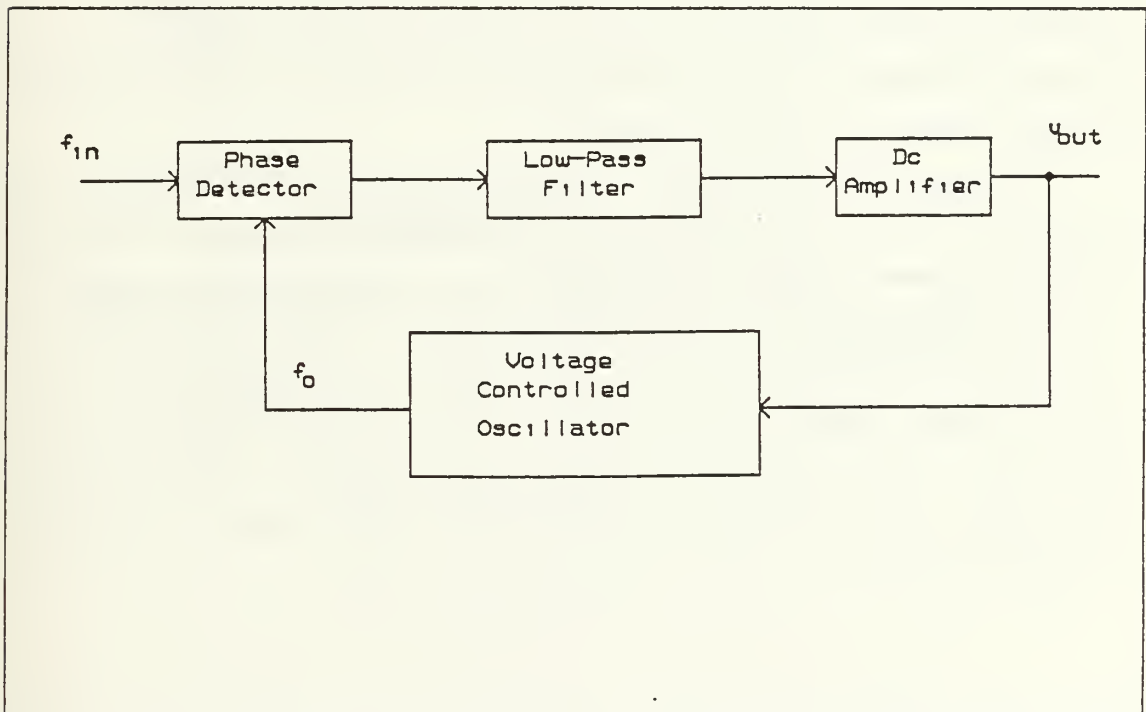 f_in
Phase
Detector
Low-Pass
Filter
Dc
Amplifier
v_out
f_o
Voltage
Controlled
Oscillator